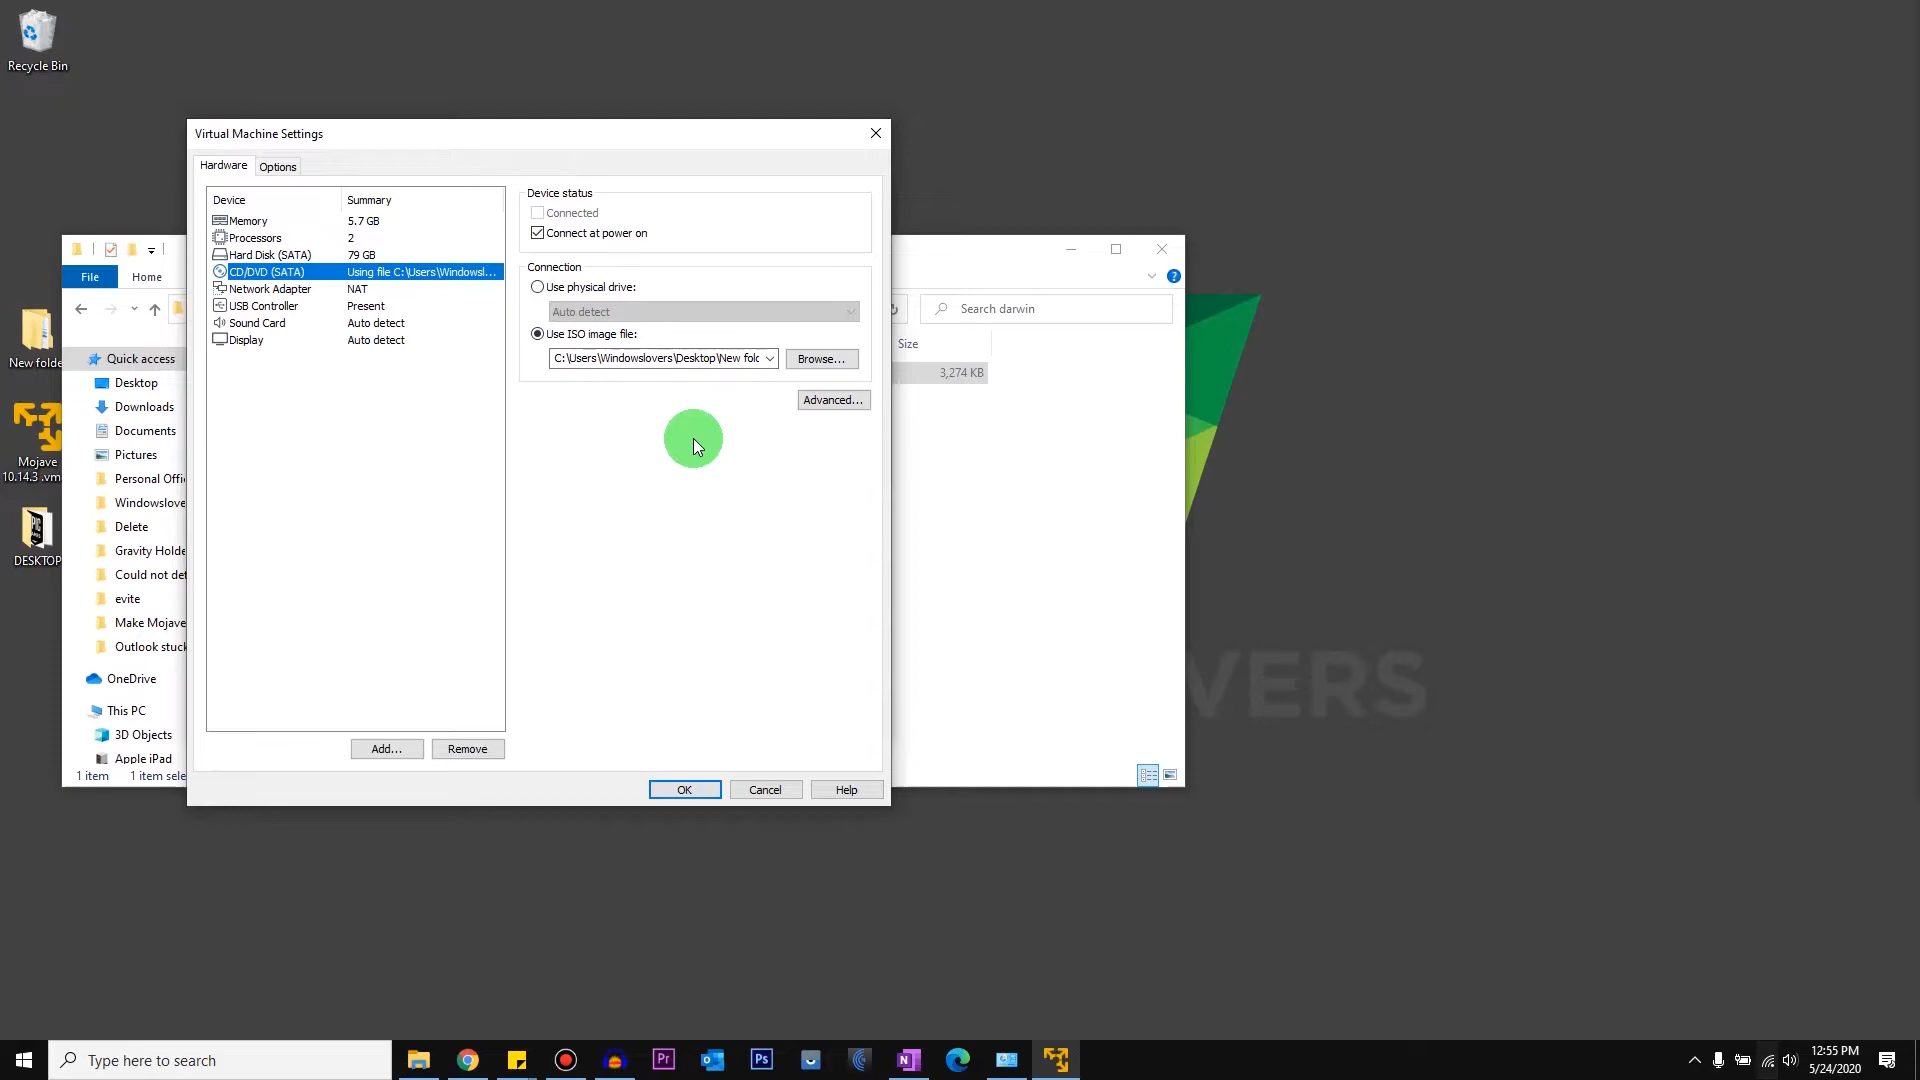 Recycle Bin
Virtual Machine Settings
Hardware
Options
Device
Summary
Memory 5.7 GB
Processors 2
Hard Disk (SATA) 79 GB
CD/DVD (SATA) Using file C:\Users\Windowsl...
Network Adapter NAT
USB Controller Present
Sound Card Auto detect
Display Auto detect
Device status
Connected
Connect at power on
Connection
Use physical drive:
Auto detect
Use ISO image file:
C:\Users\Windowslovers\Desktop\New fold
Browse...
Advanced...
Add...
Remove
OK
Cancel
Help
File
Home
Search darwin
Size
3,274 KB
Quick access
Desktop
Downloads
Documents
Pictures
Personal Offi
Windowslove
Delete
Gravity Holde
Could not det
evite
Make Mojave
Outlook stuck
OneDrive
This PC
3D Objects
Apple iPad
1 item
1 item sele
New folde
Mojave
10.14.3 .vm
DESKTOP
EPIC
VERS
Type here to search
Pr
Ps
12:55 PM
5/24/2020